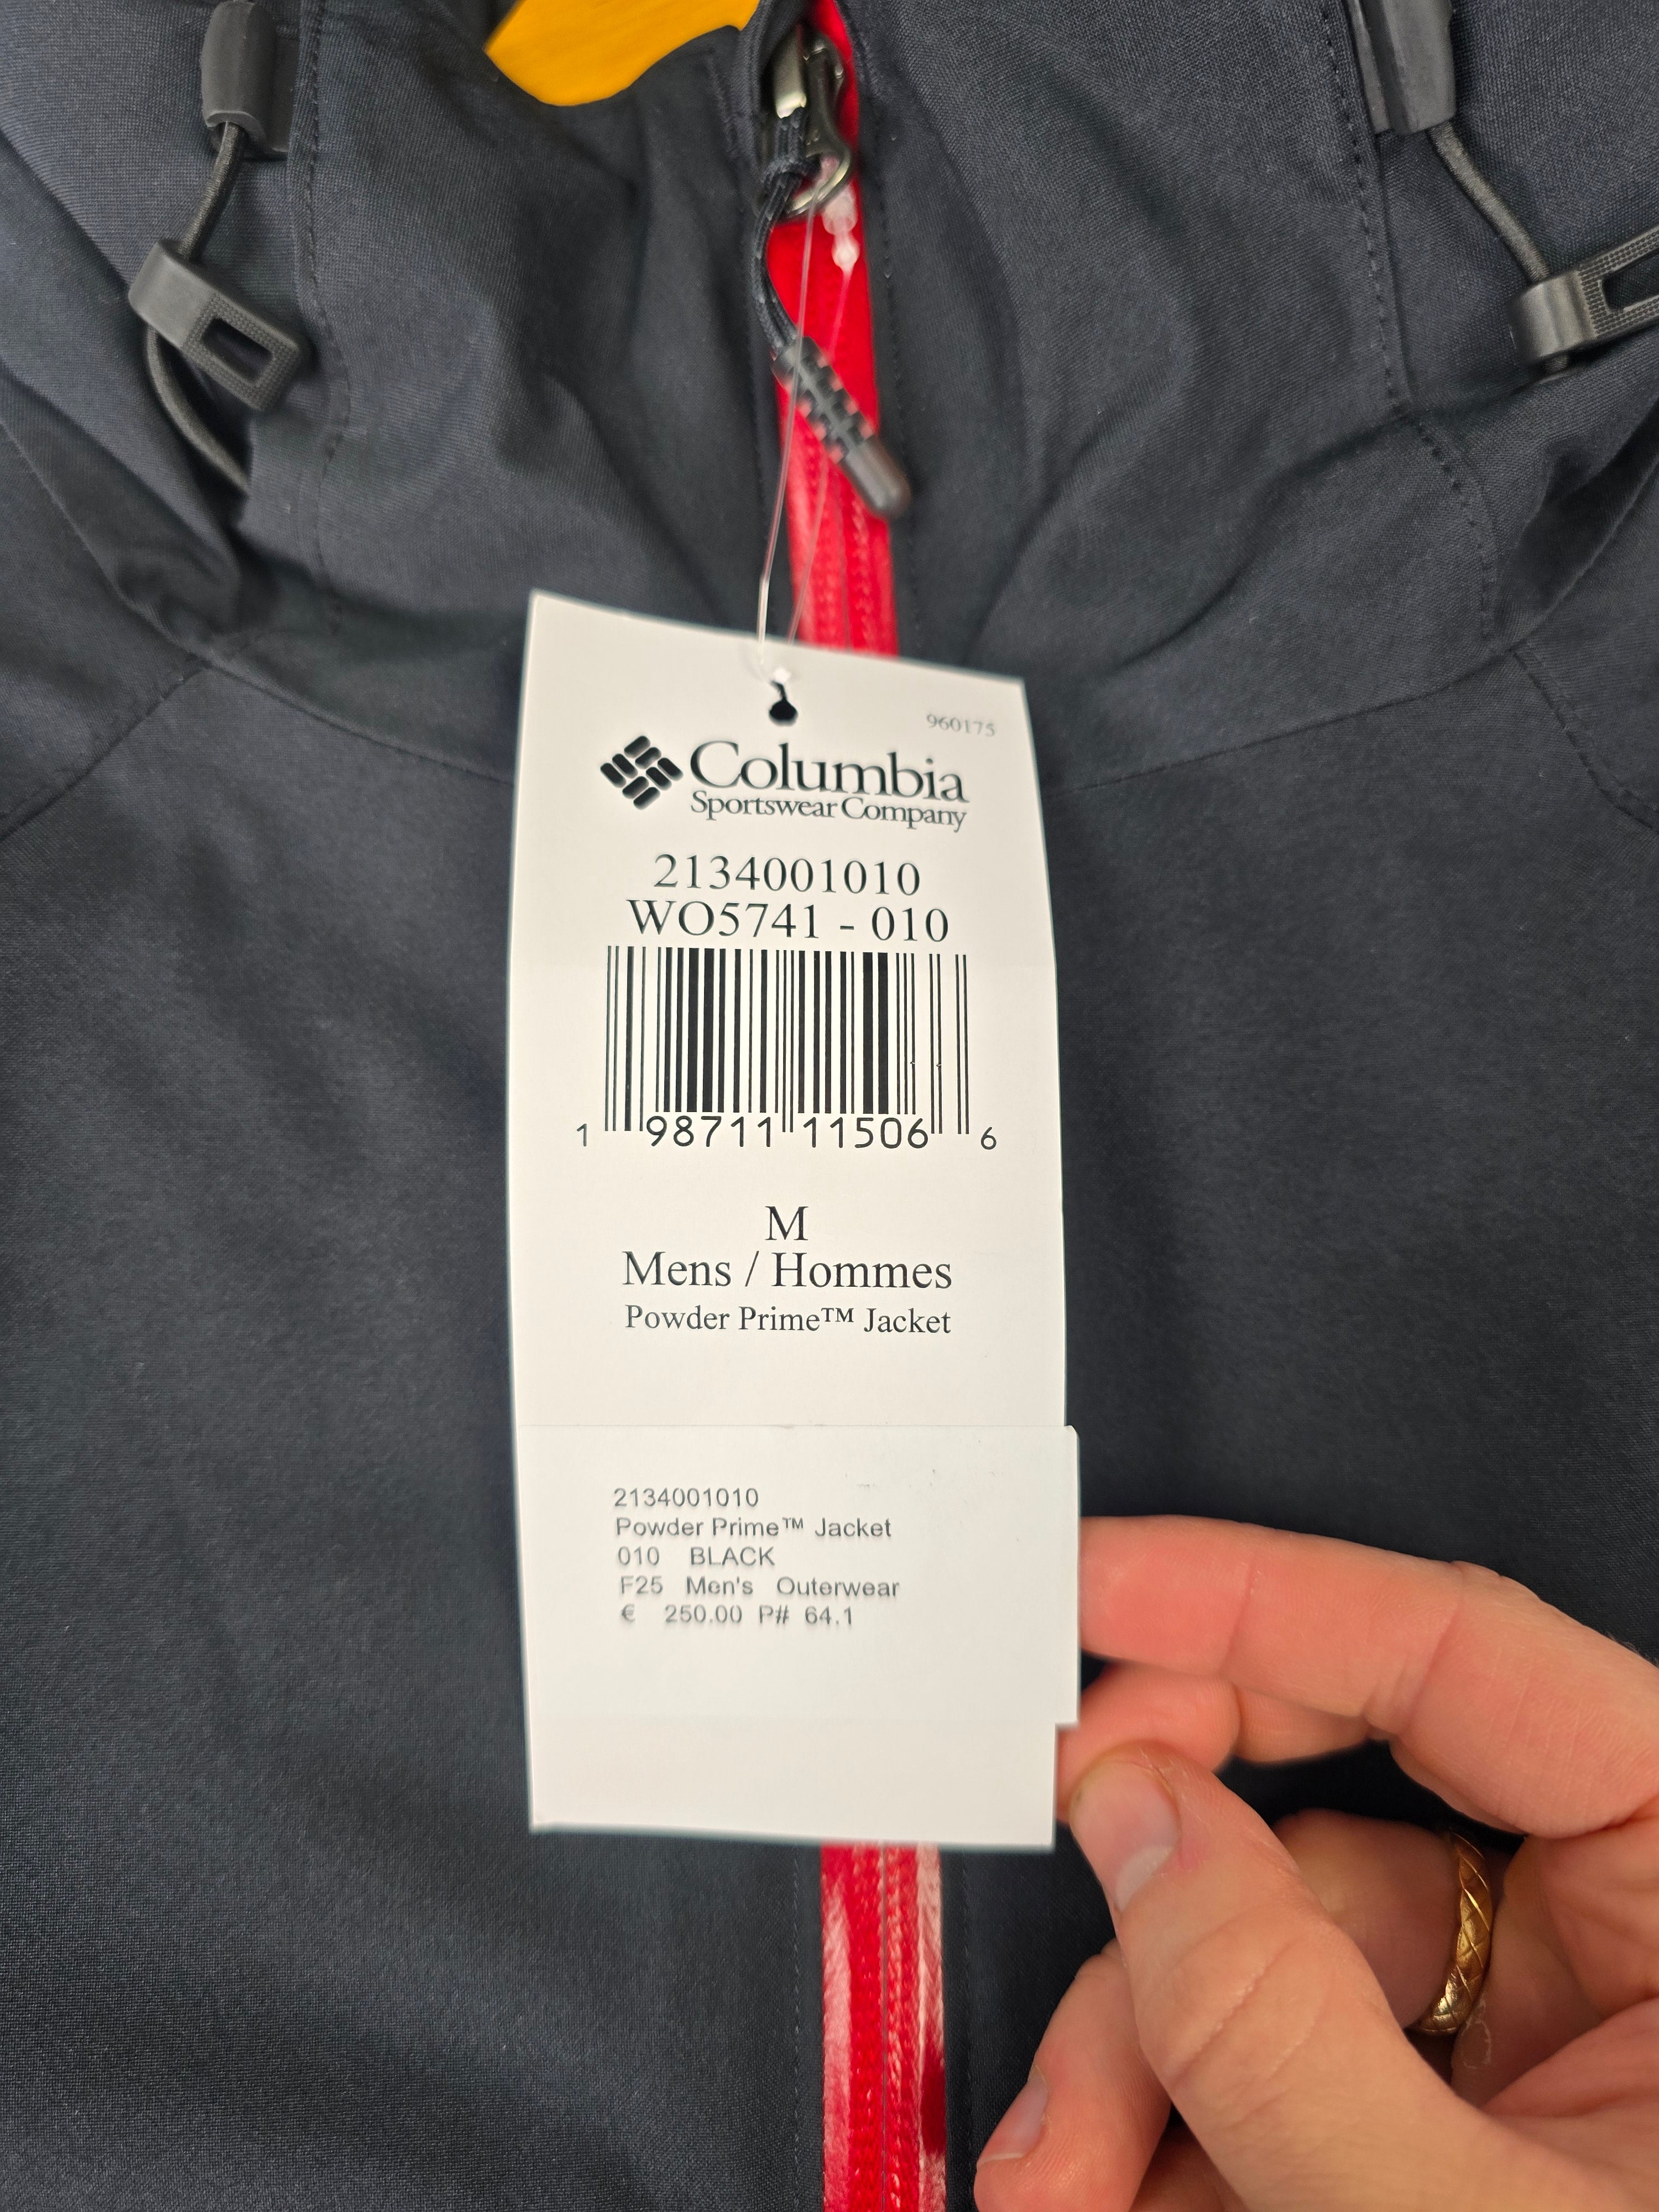 960175
Columbia
Sportswear Company
2134001010
WO5741 - 010
1 98711 11506 6
M
Mens / Hommes
Powder Prime™ Jacket
2134001010
Powder Prime™ Jacket
010 BLACK
F25 Men's Outerwear
€ 250.00 P# 64.1